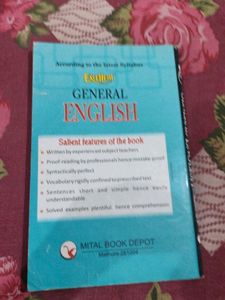 According to the latest Syllabus
GENERAL
ENGLISH
Salient features of the book
• Written by experienced subject teachers
• Proof reading by professionals hence mistake proof
• Syntactically perfect
• Vocabulary rigidly confined to prescribed text
• Sentences short and simple hence easily
understandable
• Solved examples plentiful hence comprehension
MITAL BOOK DEPOT
Mathura-281004